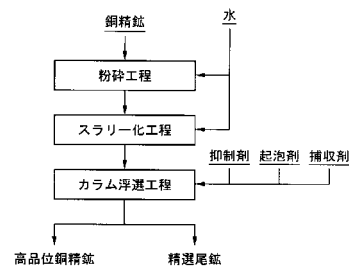 銅精鉱
水
粉砕工程
スラリー化工程
抑制剤 起泡剤 捕収剤
カラム浮選工程
高品位銅精鉱 精選尾鉱